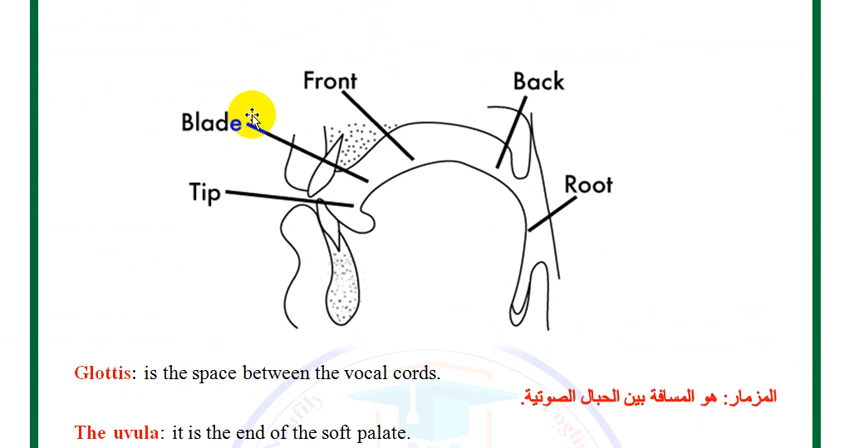 Front
Back
Blade
Tip
Root
Glottis: is the space between the vocal cords.
المزمار: هو المسافة بين الحبال الصوتية.
The uvula: it is the end of the soft palate.